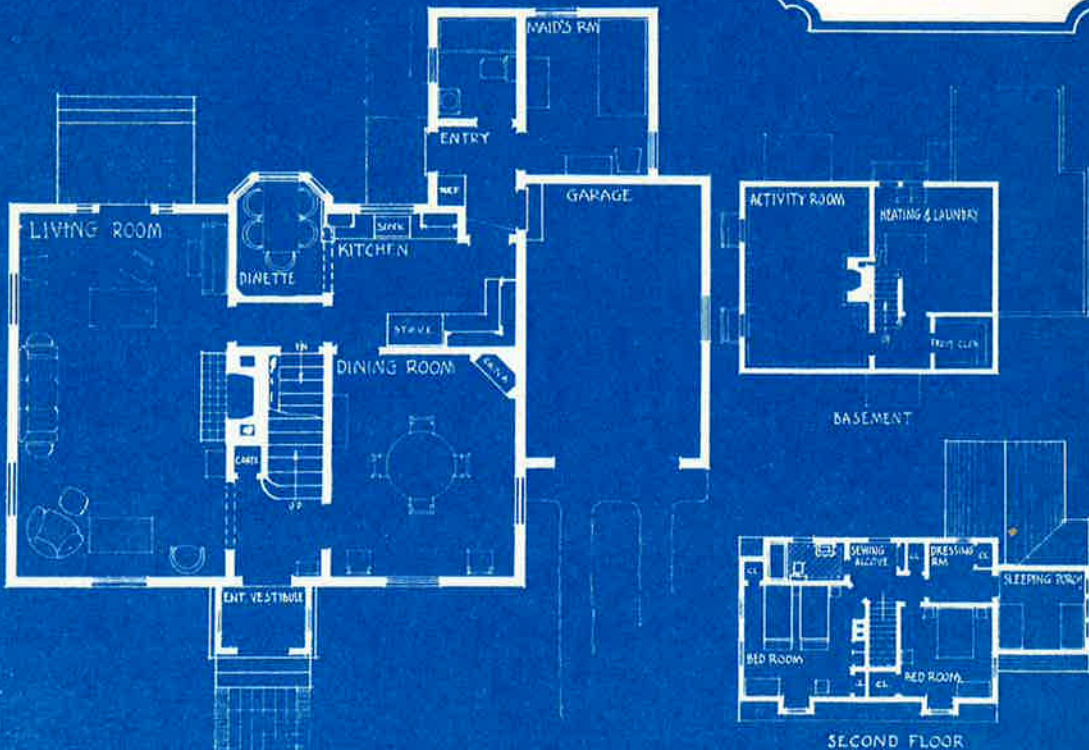 MAID'S RM
ENTRY
REF
GARAGE
LIVING ROOM
SINK
KITCHEN
DINETTE
STOVE
DN
DINING ROOM
CHINA
COATS
UP
ENT. VESTIBULE
ACTIVITY ROOM
HEATING & LAUNDRY
UP
FRUIT CLOS
BASEMENT
SEWING
ALCOVE
CL
DRESSING
RM
CL
CL
SLEEPING PORCH
BED ROOM
BED ROOM
CL
SECOND FLOOR